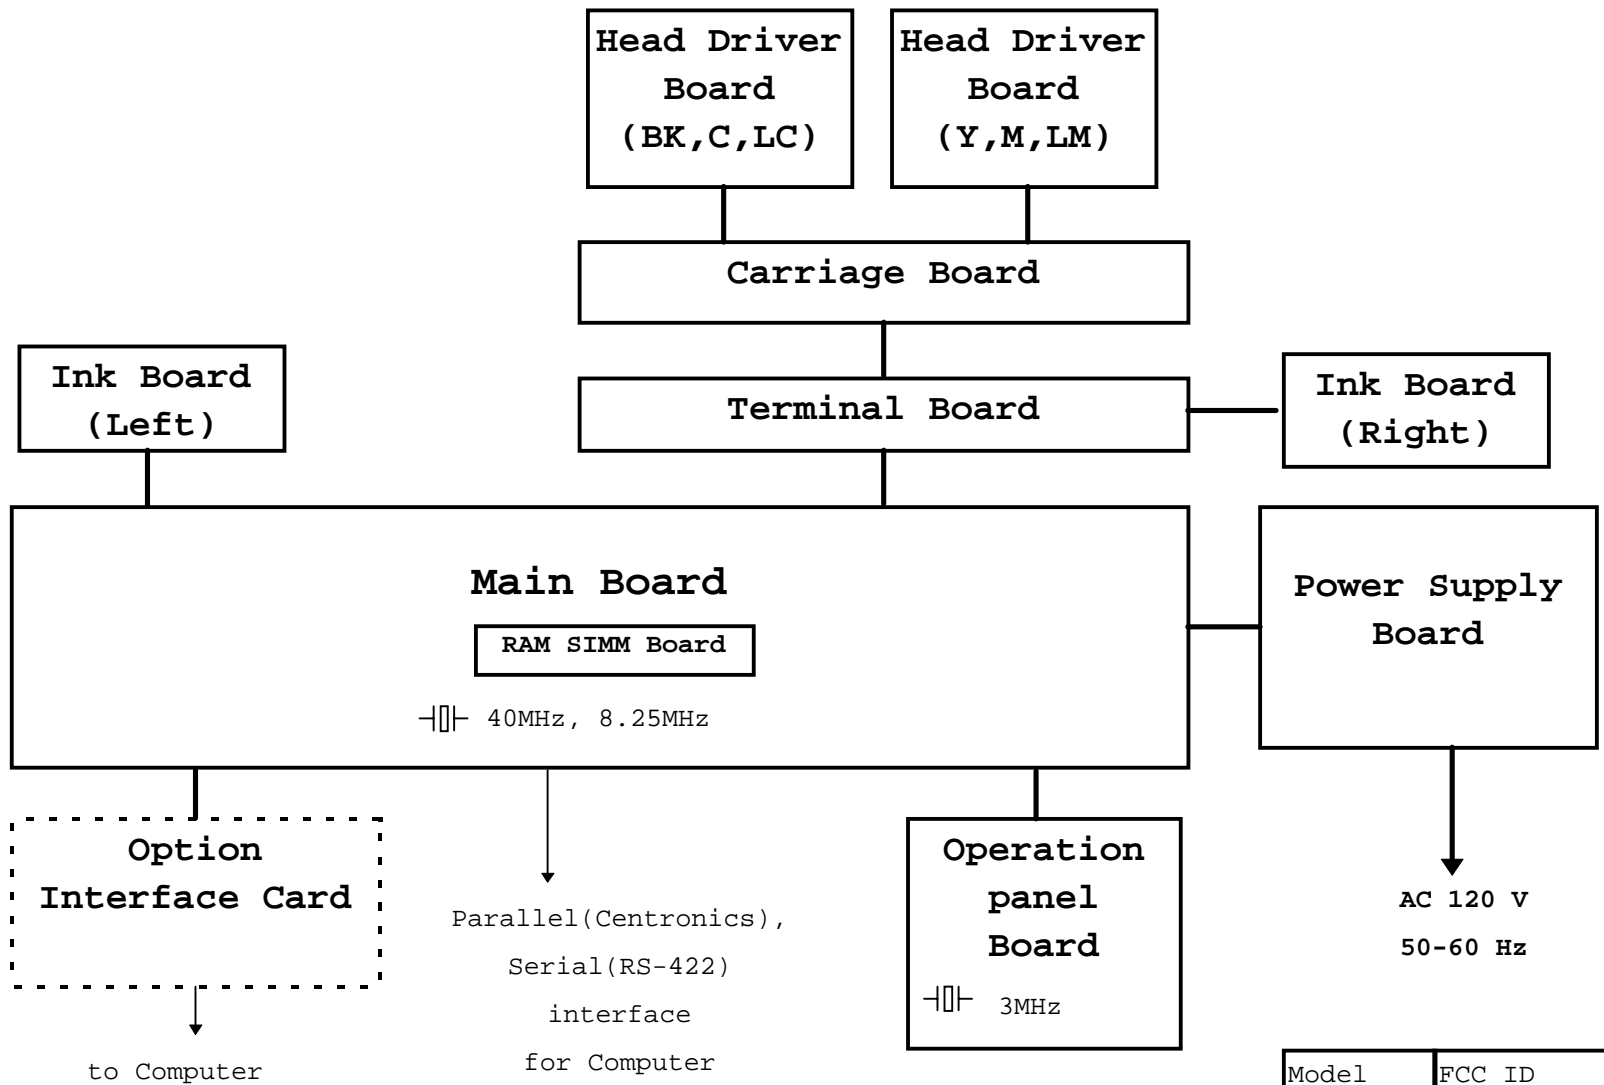 Head Driver
Board
(BK,C,LC)
Head Driver
Board
(Y,M,LM)
Carriage Board
Ink Board
(Left)
Terminal Board
Ink Board
(Right)
Main Board
RAM SIMM Board
40MHz, 8.25MHz
Power Supply
Board
Option
Interface Card
to Computer
Parallel(Centronics),
Serial(RS-422)
interface
for Computer
Operation
panel
Board
3MHz
AC 120 V
50-60 Hz
Model
FCC ID